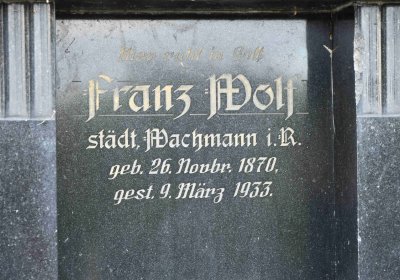 Hier ruht in Gott
Franz Wolf
städt. Wachmann i.R.
geb. 26. Novbr. 1870,
gest. 9. März 1933.